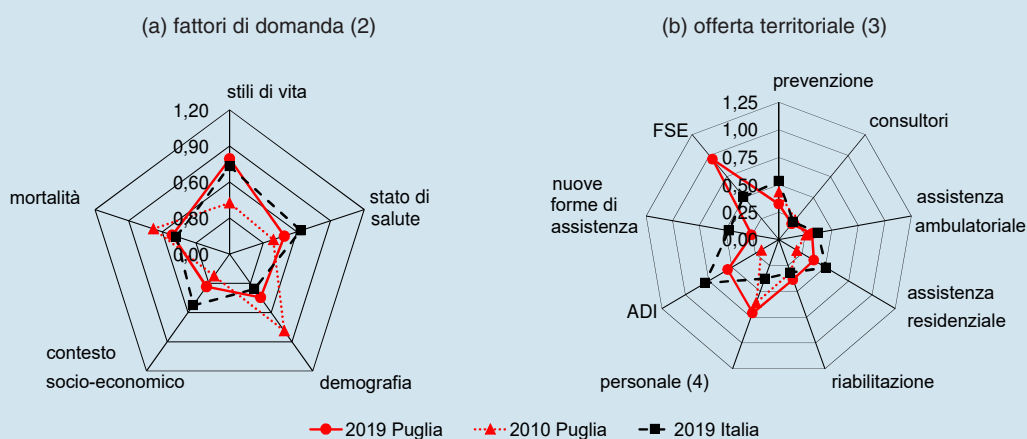 (a) fattori di domanda (2)
stili di vita
1,20
0,90
0,60
0,30
0,00
mortalità
stato di
salute
contesto
socio-economico
demografia
(b) offerta territoriale (3)
prevenzione
1,25
1,00
0,75
0,50
0,25
0,00
FSE
consultori
nuove
forme di
assistenza
assistenza
ambulatoriale
ADI
assistenza
residenziale
personale (4)
riabilitazione
2019 Puglia 2010 Puglia 2019 Italia